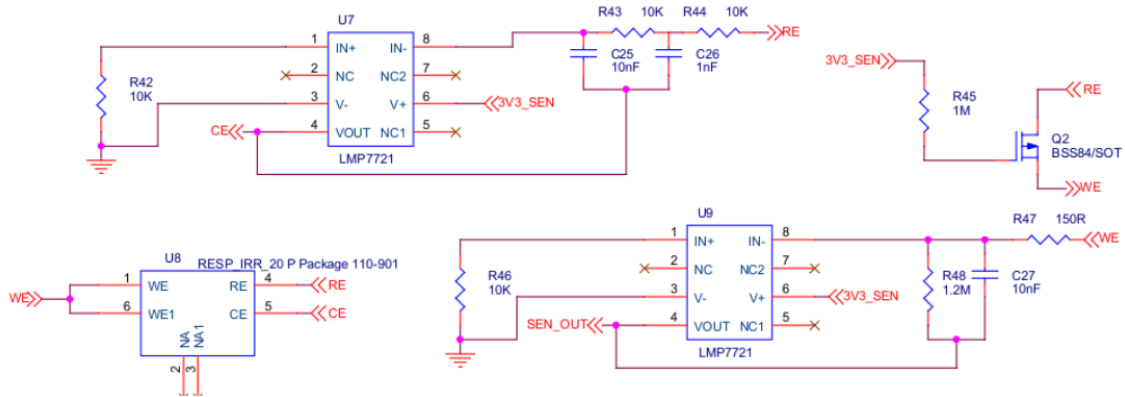 U7
1 IN+ IN- 8
2 NC NC2 7
3 V- V+ 6
4 VOUT NC1 5
LMP7721
R42
10K
CE
3V3_SEN
R43 10K R44 10K
C25
10nF
C26
1nF
RE
3V3_SEN
R45
1M
RE
Q2
BSS84/SOT
WE
U8
RESP_IRR_20 P Package 110-901
WE
1 WE RE 4 RE
6 WE1 CE 5 CE
NA NA1
2 3
U9
1 IN+ IN- 8
2 NC NC2 7
3 V- V+ 6
4 VOUT NC1 5
LMP7721
R46
10K
SEN_OUT
3V3_SEN
R47 150R
WE
R48
1.2M
C27
10nF